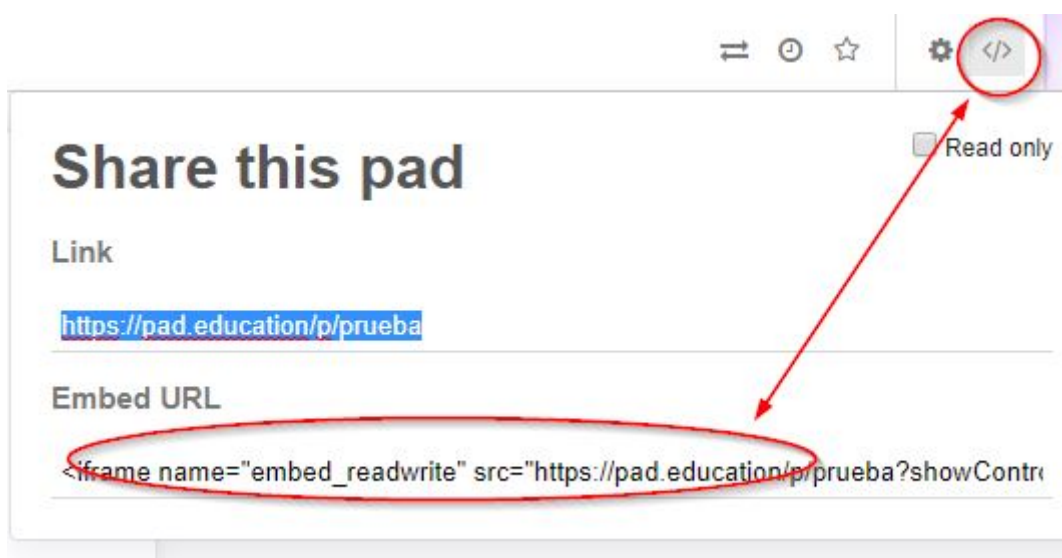 </>
Share this pad
Read only
Link
https://pad.education/p/prueba
Embed URL
<iframe name="embed_readwrite" src="https://pad.education/p/prueba?showContro